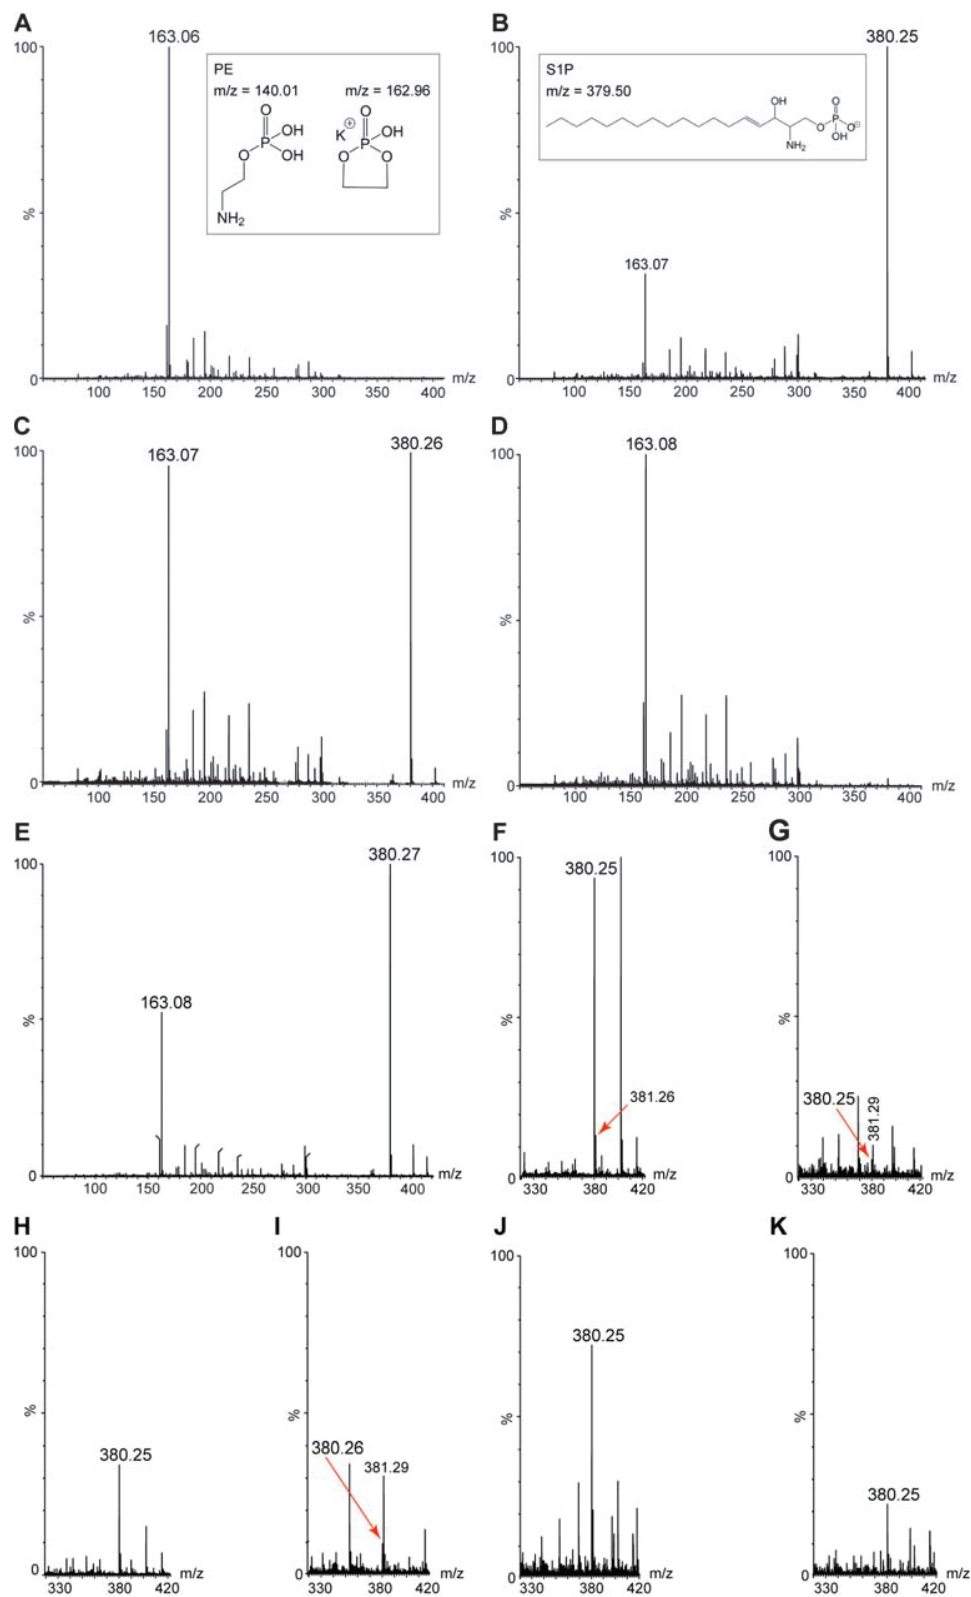 A
B
163.06
380.25
100
100
PE
m/z = 140.01
m/z = 162.96
O
OH
P
OH
O
NH2
K
⊕
O
P
OH
O
O
S1P
m/z = 379.50
OH
O
O
P
O⊖
OH
NH2
%
%
163.07
0
100
150
200
250
300
350
400
m/z
0
100
150
200
250
300
350
400
m/z
C
D
163.07
380.26
163.08
100
100
%
%
0
100
150
200
250
300
350
400
m/z
0
100
150
200
250
300
350
400
m/z
E
F
G
380.27
380.25
100
100
100
163.08
%
%
%
381.26
380.25
381.29
0
100
150
200
250
300
350
400
m/z
0
330
380
420
m/z
0
330
380
420
m/z
H
I
J
K
100
100
100
100
380.25
%
%
%
%
380.25
380.26
381.29
380.25
0
330
380
420
m/z
0
330
380
420
m/z
0
330
380
420
m/z
0
330
380
420
m/z